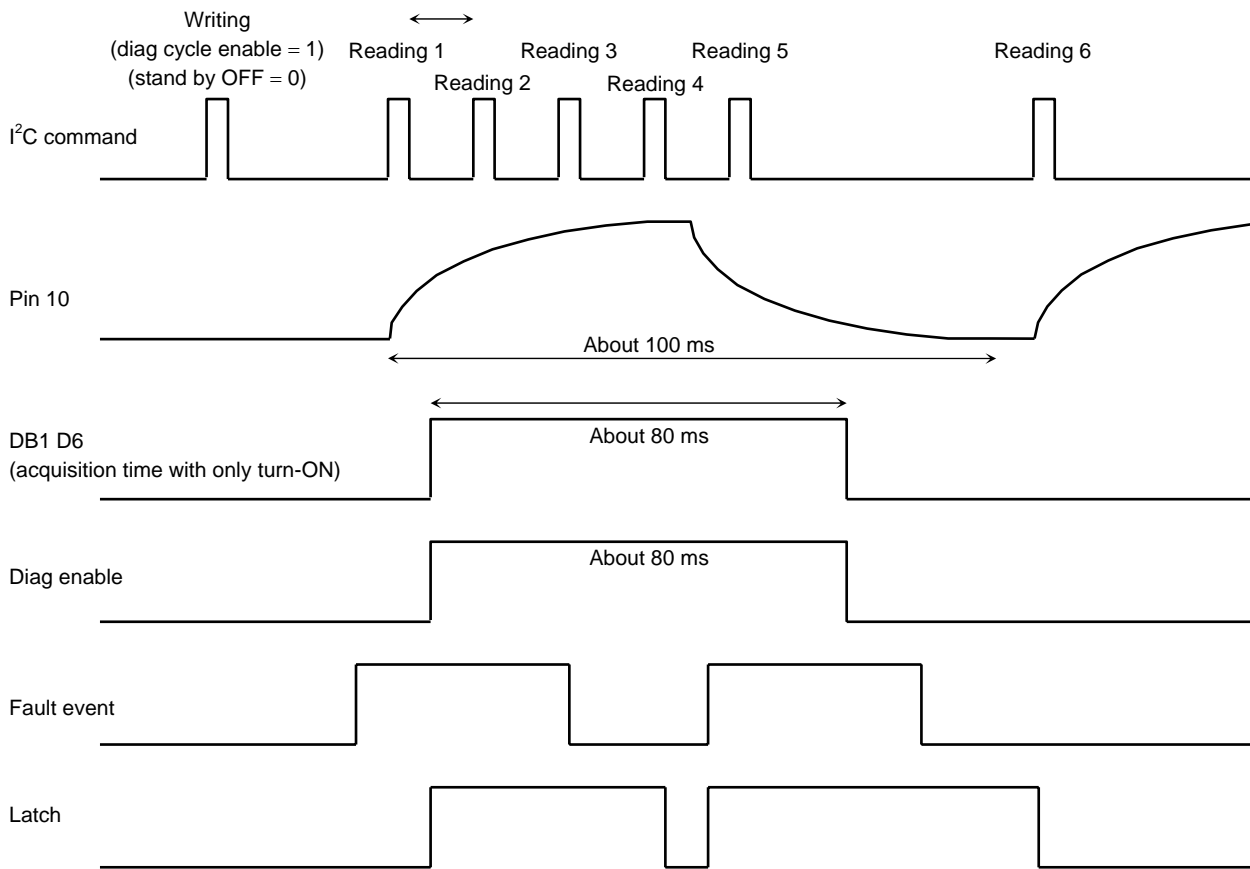 Writing
(diag cycle enable = 1)
(stand by OFF = 0)
Reading 1
Reading 2
Reading 3
Reading 4
Reading 5
Reading 6
I²C command
Pin 10
About 100 ms
DB1 D6
(acquisition time with only turn-ON)
About 80 ms
Diag enable
About 80 ms
Fault event
Latch